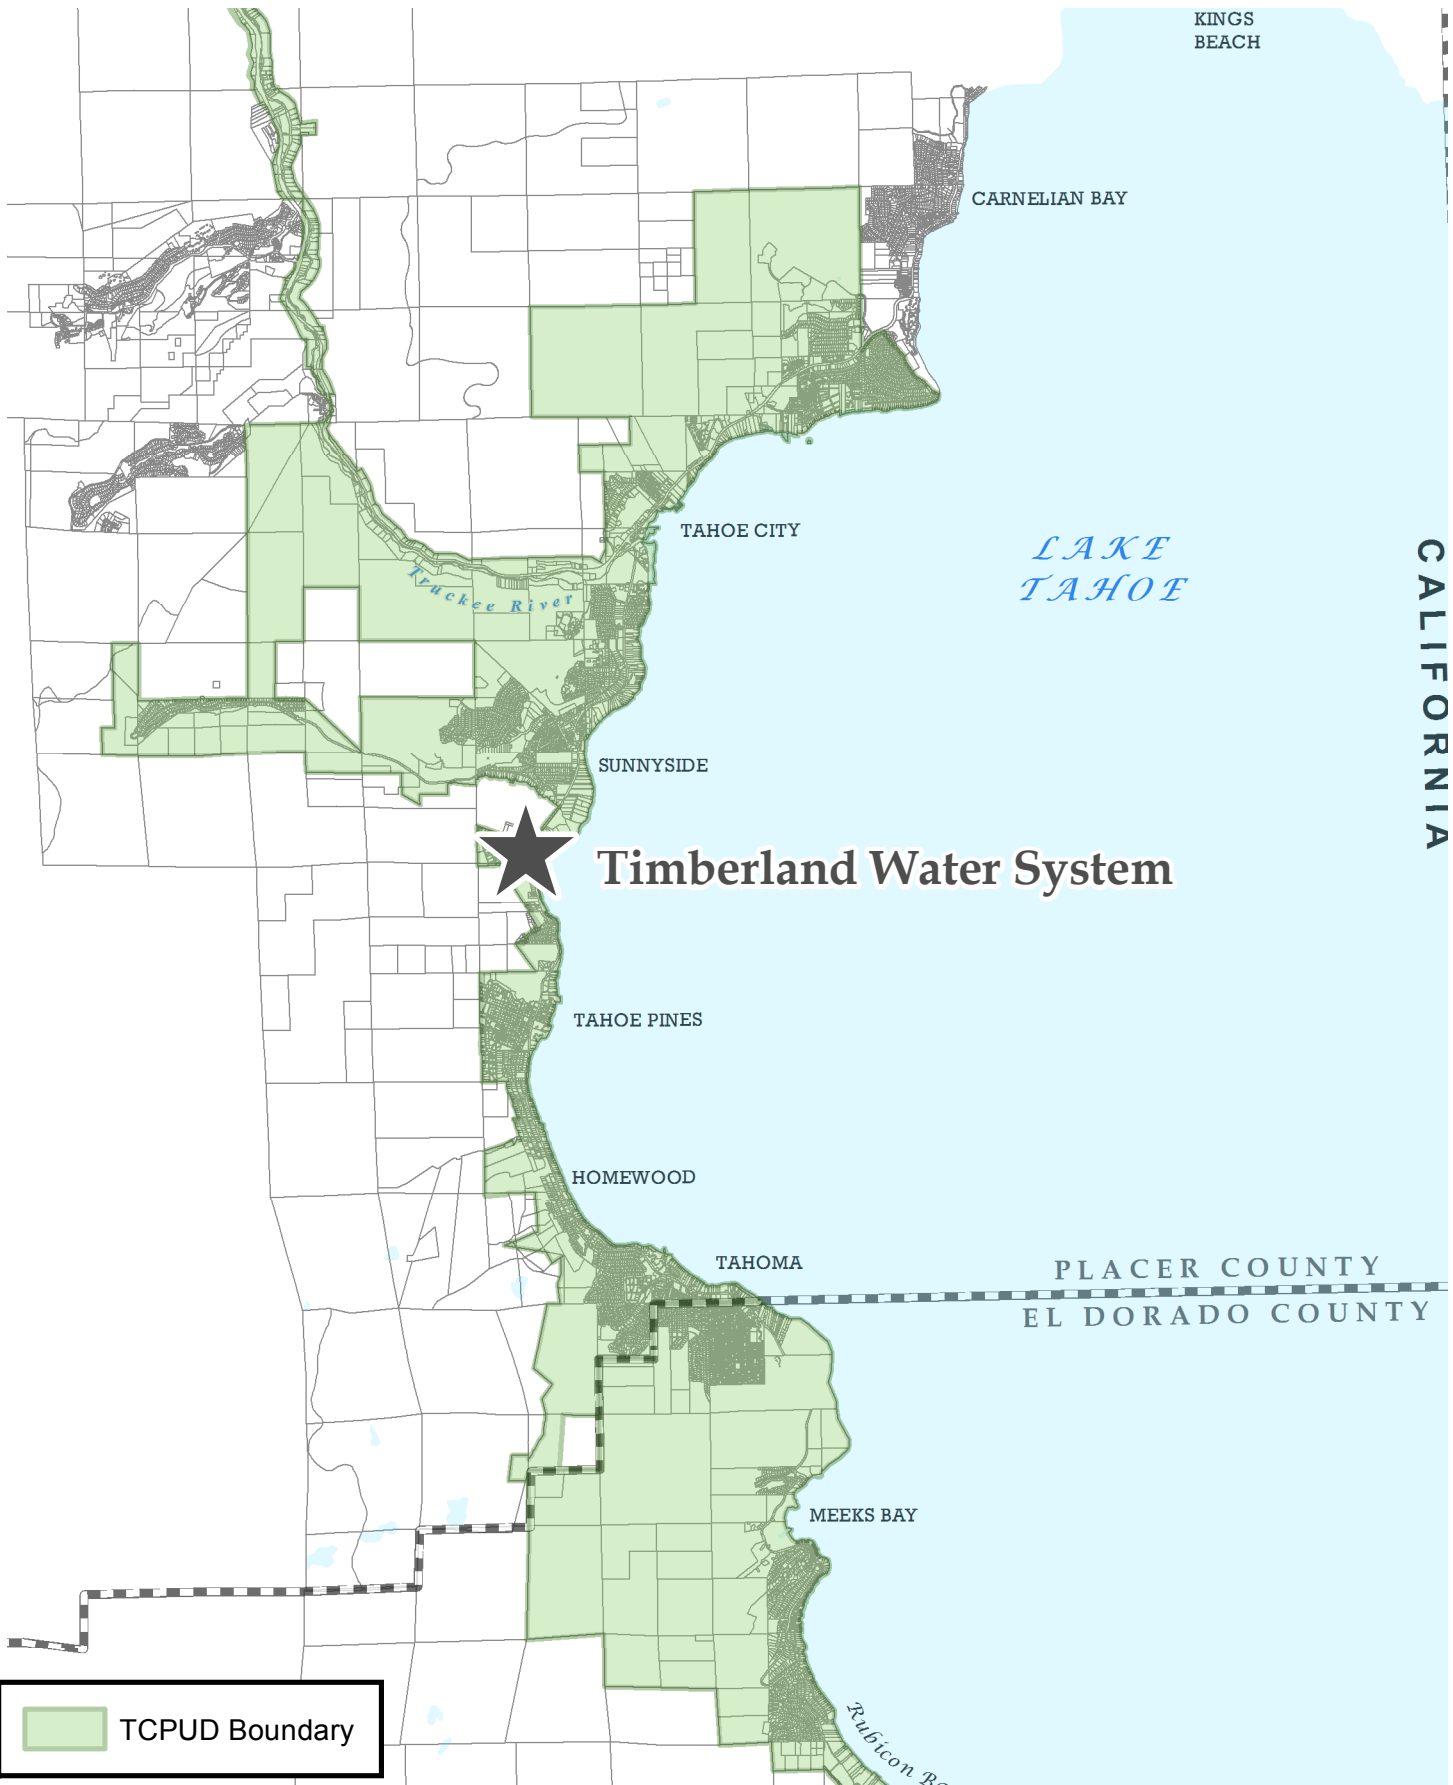 KINGS
BEACH
CARNELIAN BAY
TAHOE CITY
LAKE
TAHOE
CALIFORNIA
Truckee River
SUNNYSIDE
Timberland Water System
TAHOE PINES
HOMEWOOD
TAHOMA
PLACER COUNTY
EL DORADO COUNTY
MEEKS BAY
Rubicon
TCPUD Boundary